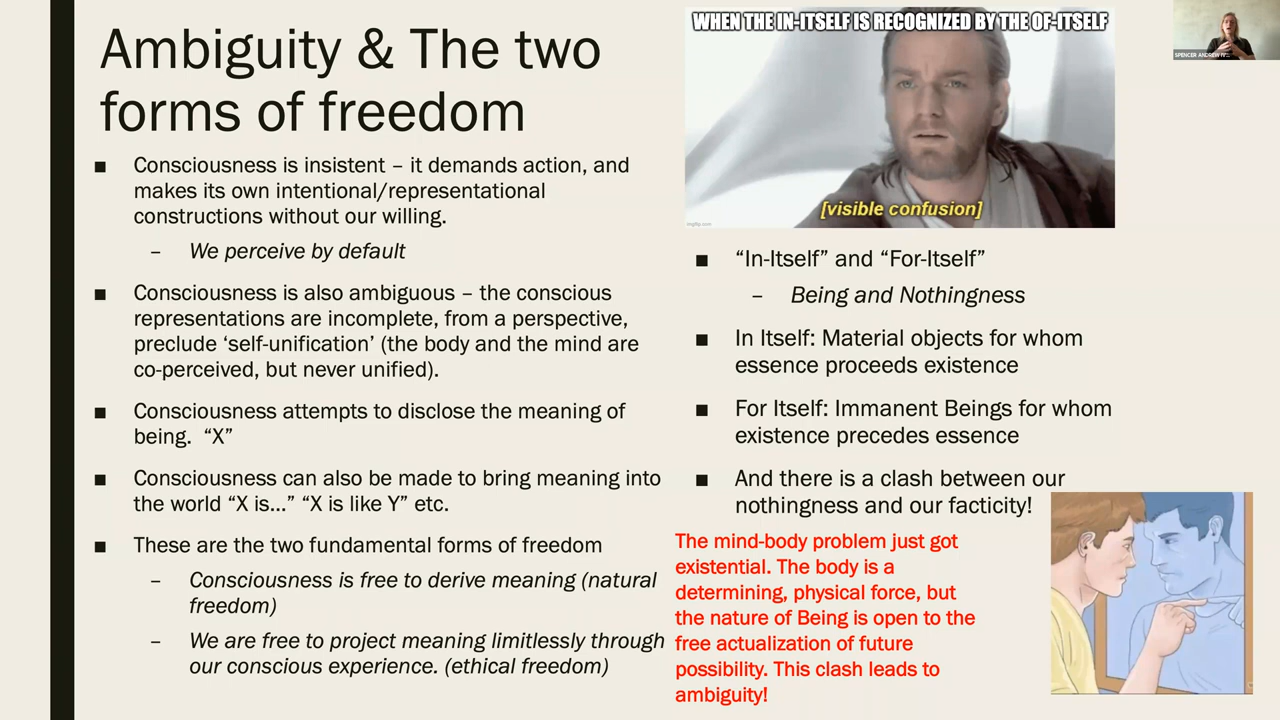 Ambiguity & The two
forms of freedom
■ Consciousness is insistent – it demands action, and
makes its own intentional/representational
constructions without our willing.
– We perceive by default
■ Consciousness is also ambiguous – the conscious
representations are incomplete, from a perspective,
preclude ‘self-unification’ (the body and the mind are
co-perceived, but never unified).
■ Consciousness attempts to disclose the meaning of
being. “X”
■ Consciousness can also be made to bring meaning into
the world “X is...” “X is like Y” etc.
■ These are the two fundamental forms of freedom
– Consciousness is free to derive meaning (natural
freedom)
– We are free to project meaning limitlessly through
our conscious experience. (ethical freedom)
WHEN THE IN-ITSELF IS RECOGNIZED BY THE OF-ITSELF
[visible confusion]
imgflip.com
■ “In-Itself” and “For-Itself”
– Being and Nothingness
■ In Itself: Material objects for whom
essence proceeds existence
■ For Itself: Immanent Beings for whom
existence precedes essence
■ And there is a clash between our
nothingness and our facticity!
The mind-body problem just got
existential. The body is a
determining, physical force, but
the nature of Being is open to the
free actualization of future
possibility. This clash leads to
ambiguity!
SPENCER ANDREW